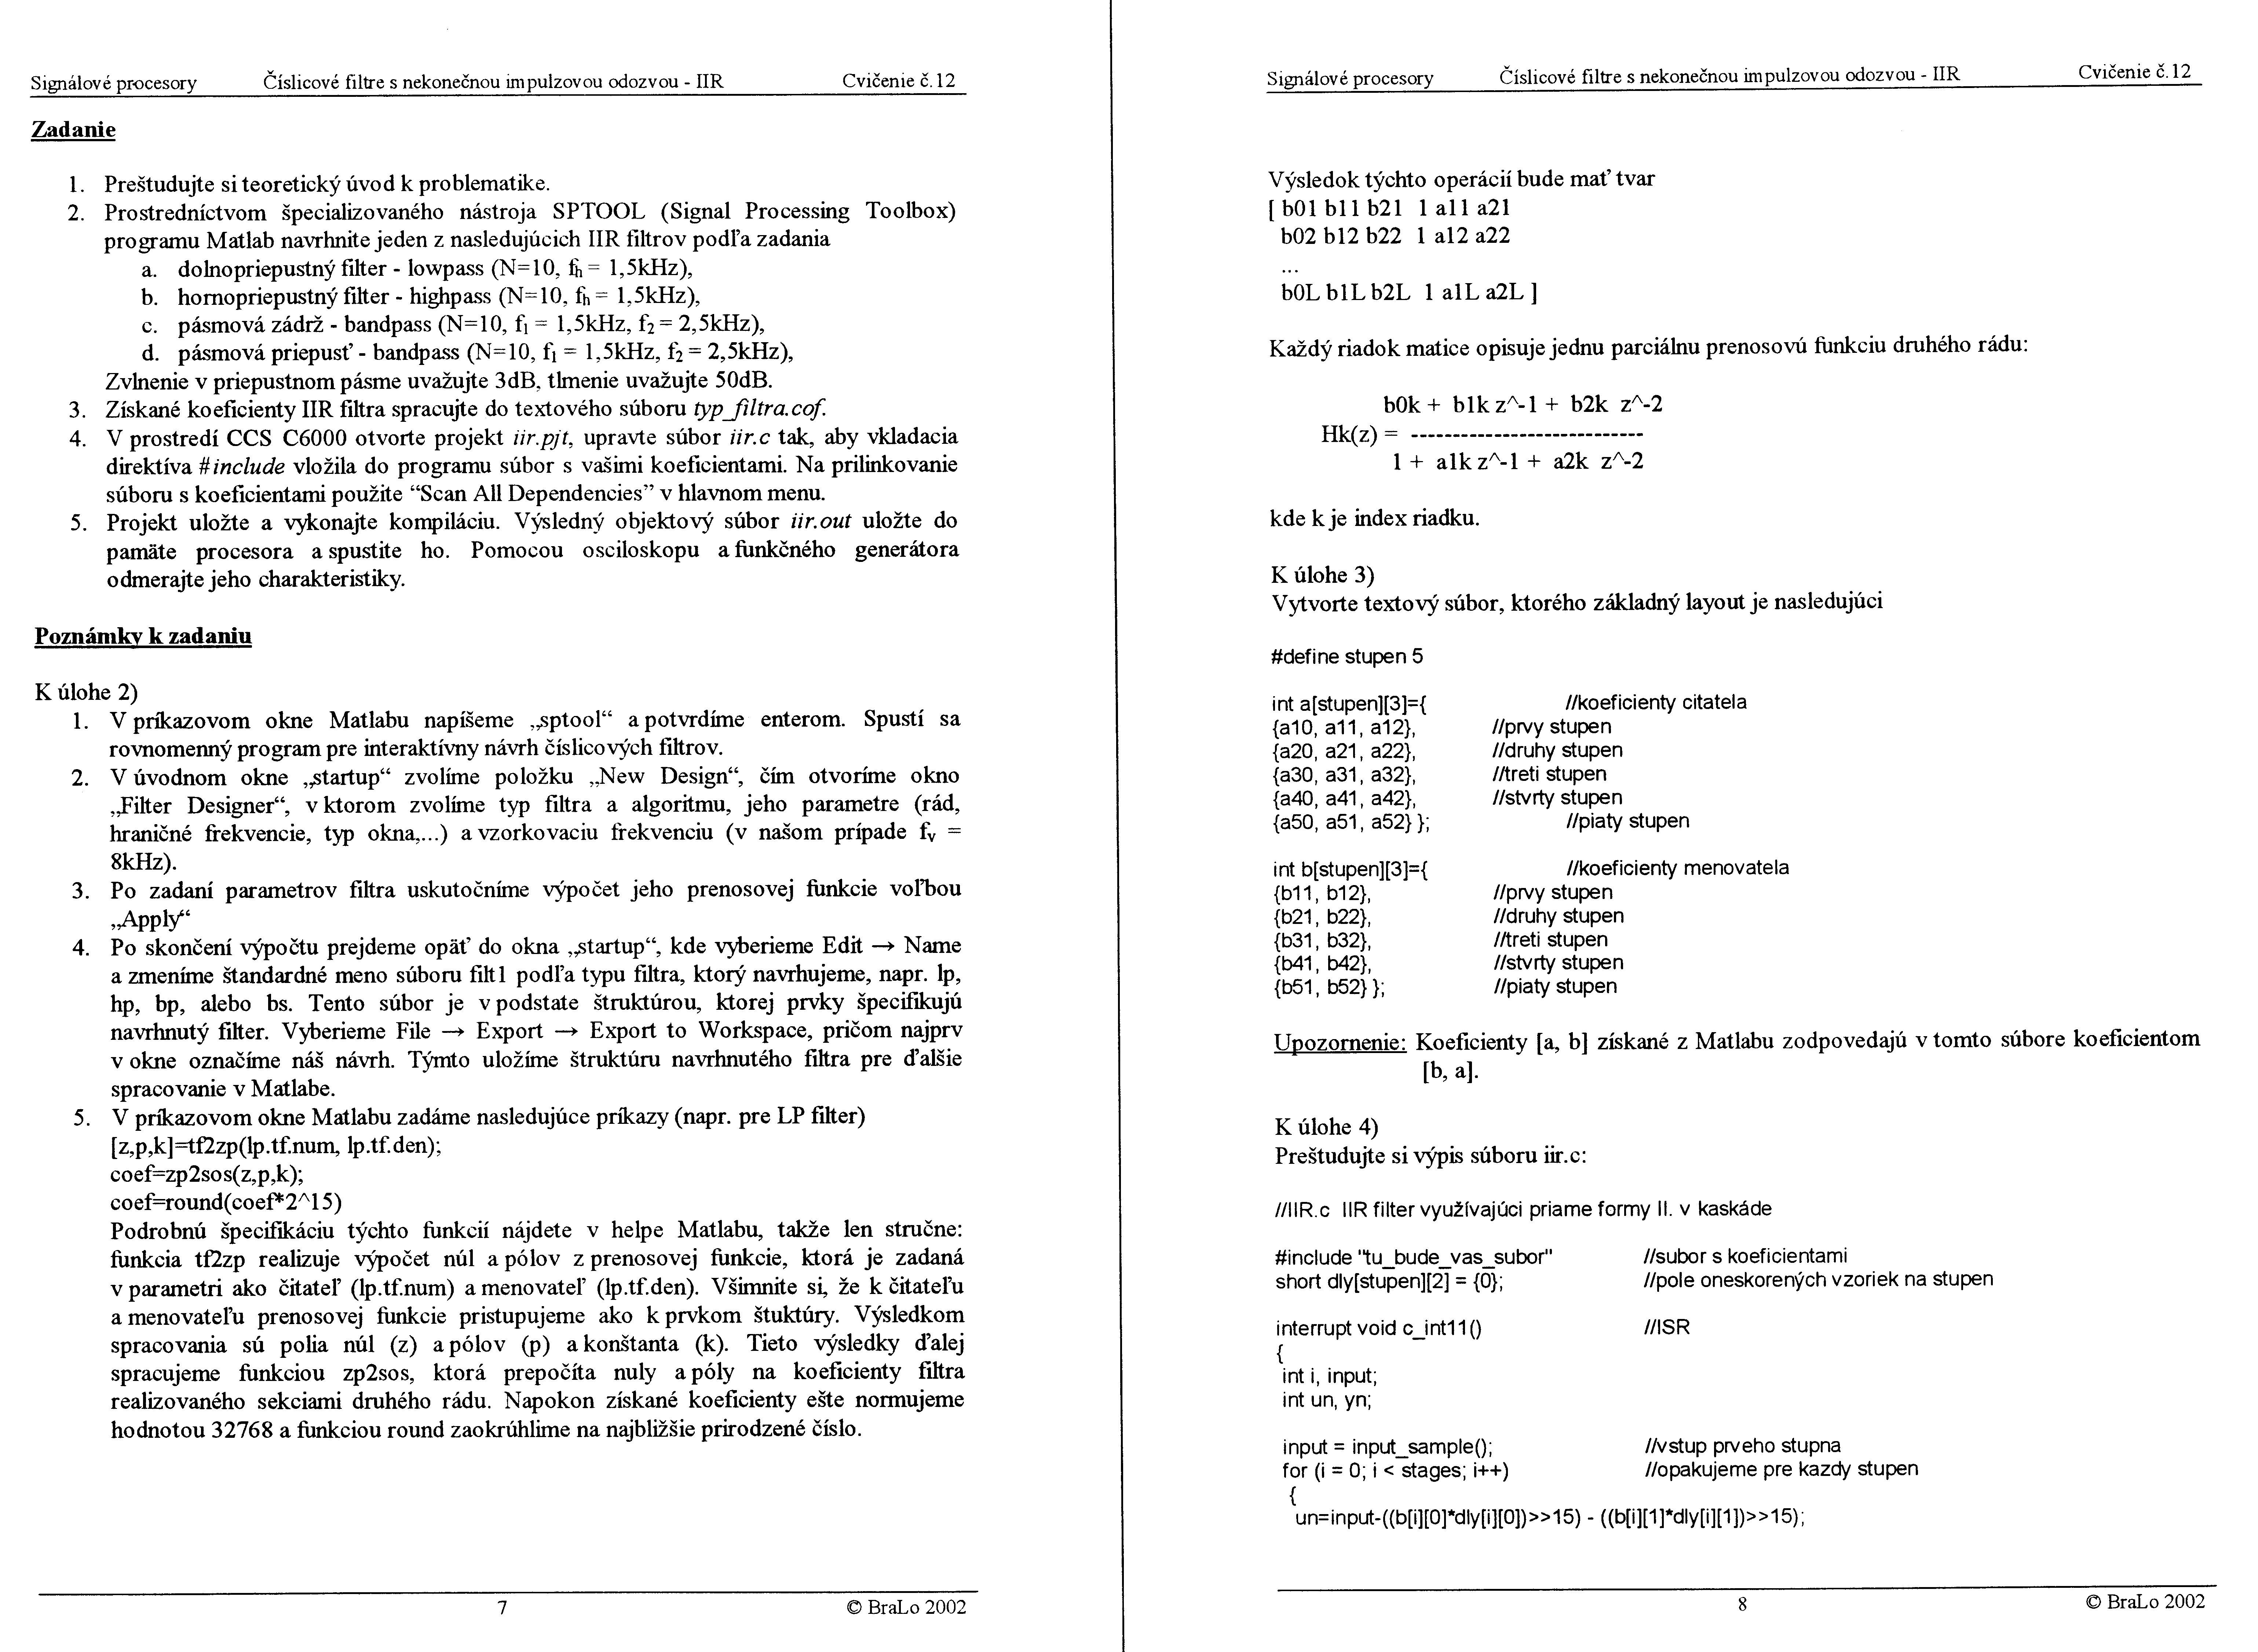 Signálové procesory Číslicové filtre s nekonečnou impulzovou odozvou - IIR Cvičenie č.12
Zadanie
1. Preštudujte si teoretický úvod k problematike.
2. Prostredníctvom špecializovaného nástroja SPTOOL (Signal Processing Toolbox)
programu Matlab navrhnite jeden z nasledujúcich IIR filtrov podľa zadania
a. dolnopriepustný filter - lowpass (N=10, fh = 1,5kHz),
b. hornopriepustný filter - highpass (N=10, fh = 1,5kHz),
c. pásmová zádrž - bandpass (N=10, f1 = 1,5kHz, f2 = 2,5kHz),
d. pásmová priepusť - bandpass (N=10, f1 = 1,5kHz, f2 = 2,5kHz),
Zvlnenie v priepustnom pásme uvažujte 3dB, tlmenie uvažujte 50dB.
3. Získané koeficienty IIR filtra spracujte do textového súboru typ_filtra.cof.
4. V prostredí CCS C6000 otvorte projekt iir.pjt, upravte súbor iir.c tak, aby vkladacia
direktíva #include vložila do programu súbor s vašimi koeficientami. Na prilinkovanie
súboru s koeficientami použite “Scan All Dependencies” v hlavnom menu.
5. Projekt uložte a vykonajte kompiláciu. Výsledný objektový súbor iir.out uložte do
pamäte procesora a spustite ho. Pomocou osciloskopu a funkčného generátora
odmerajte jeho charakteristiky.
Poznámky k zadaniu
K úlohe 2)
1. V príkazovom okne Matlabu napíšeme „sptool“ a potvrdíme enterom. Spustí sa
rovnomenný program pre interaktívny návrh číslicových filtrov.
2. V úvodnom okne „startup“ zvolíme položku „New Design“, čím otvoríme okno
„Filter Designer“, v ktorom zvolíme typ filtra a algoritmu, jeho parametre (rád,
hraničné frekvencie, typ okna,...) a vzorkovaciu frekvenciu (v našom prípade fv =
8kHz).
3. Po zadaní parametrov filtra uskutočníme výpočet jeho prenosovej funkcie voľbou
„Apply“
4. Po skončení výpočtu prejdeme opäť do okna „startup“, kde vyberieme Edit → Name
a zmeníme štandardné meno súboru filt1 podľa typu filtra, ktorý navrhujeme, napr. lp,
hp, bp, alebo bs. Tento súbor je v podstate štruktúrou, ktorej prvky špecifikujú
navrhnutý filter. Vyberieme File → Export → Export to Workspace, pričom najprv
v okne označíme náš návrh. Týmto uložíme štruktúru navrhnutého filtra pre ďalšie
spracovanie v Matlabe.
5. V príkazovom okne Matlabu zadáme nasledujúce príkazy (napr. pre LP filter)
[z,p,k]=tf2zp(lp.tf.num, lp.tf.den);
coef=zp2sos(z,p,k);
coef=round(coef*2^15)
Podrobnú špecifikáciu týchto funkcií nájdete v helpe Matlabu, takže len stručne:
funkcia tf2zp realizuje výpočet núl a pólov z prenosovej funkcie, ktorá je zadaná
v parametri ako čitateľ (lp.tf.num) a menovateľ (lp.tf.den). Všimnite si, že k čitateľu
a menovateľu prenosovej funkcie pristupujeme ako k prvkom štuktúry. Výsledkom
spracovania sú polia núl (z) a pólov (p) a konštanta (k). Tieto výsledky ďalej
spracujeme funkciou zp2sos, ktorá prepočíta nuly a póly na koeficienty filtra
realizovaného sekciami druhého rádu. Napokon získané koeficienty ešte normujeme
hodnotou 32768 a funkciou round zaokrúhlime na najbližšie prirodzené číslo.
7 © BraLo 2002
Signálové procesory Číslicové filtre s nekonečnou impulzovou odozvou - IIR Cvičenie č.12
Výsledok týchto operácií bude mať tvar
[ b01 b11 b21 1 a11 a21
b02 b12 b22 1 a12 a22
...
b0L b1L b2L 1 a1L a2L ]
Každý riadok matice opisuje jednu parciálnu prenosovú funkciu druhého rádu:
b0k + b1k z^-1 + b2k z^-2
Hk(z) = ----------------------------
1 + a1k z^-1 + a2k z^-2
kde k je index riadku.
K úlohe 3)
Vytvorte textový súbor, ktorého základný layout je nasledujúci
#define stupen 5
int a[stupen][3]={ //koeficienty citatela
{a10, a11, a12}, //prvy stupen
{a20, a21, a22}, //druhy stupen
{a30, a31, a32}, //treti stupen
{a40, a41, a42}, //stvrty stupen
{a50, a51, a52} }; //piaty stupen
int b[stupen][3]={ //koeficienty menovatela
{b11, b12}, //prvy stupen
{b21, b22}, //druhy stupen
{b31, b32}, //treti stupen
{b41, b42}, //stvrty stupen
{b51, b52} }; //piaty stupen
Upozornenie: Koeficienty [a, b] získané z Matlabu zodpovedajú v tomto súbore koeficientom
[b, a].
K úlohe 4)
Preštudujte si výpis súboru iir.c:
//IIR.c IIR filter využívajúci priame formy II. v kaskáde
#include "tu_bude_vas_subor" //subor s koeficientami
short dly[stupen][2] = {0}; //pole oneskorených vzoriek na stupen
interrupt void c_int11() //ISR
{
int i, input;
int un, yn;
input = input_sample(); //vstup prveho stupna
for (i = 0; i < stages; i++) //opakujeme pre kazdy stupen
{
un=input-((b[i][0]*dly[i][0])>>15) - ((b[i][1]*dly[i][1])>>15);
8 © BraLo 2002